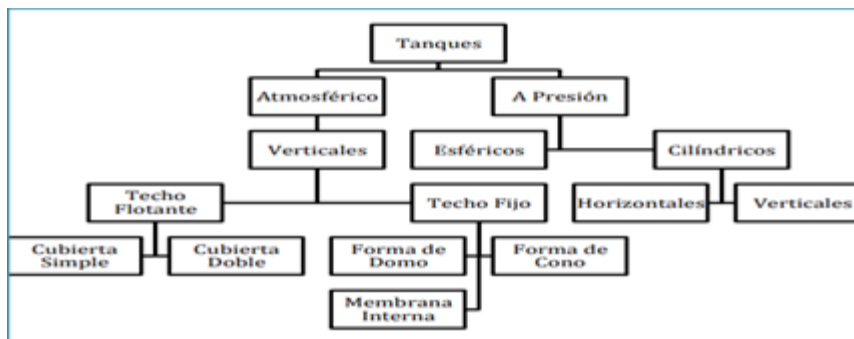 Tanques
Atmosférico
A Presión
Verticales
Esféricos
Cilíndricos
Techo
Flotante
Techo Fijo
Horizontales
Verticales
Cubierta
Simple
Cubierta
Doble
Forma de
Domo
Forma de
Cono
Membrana
Interna